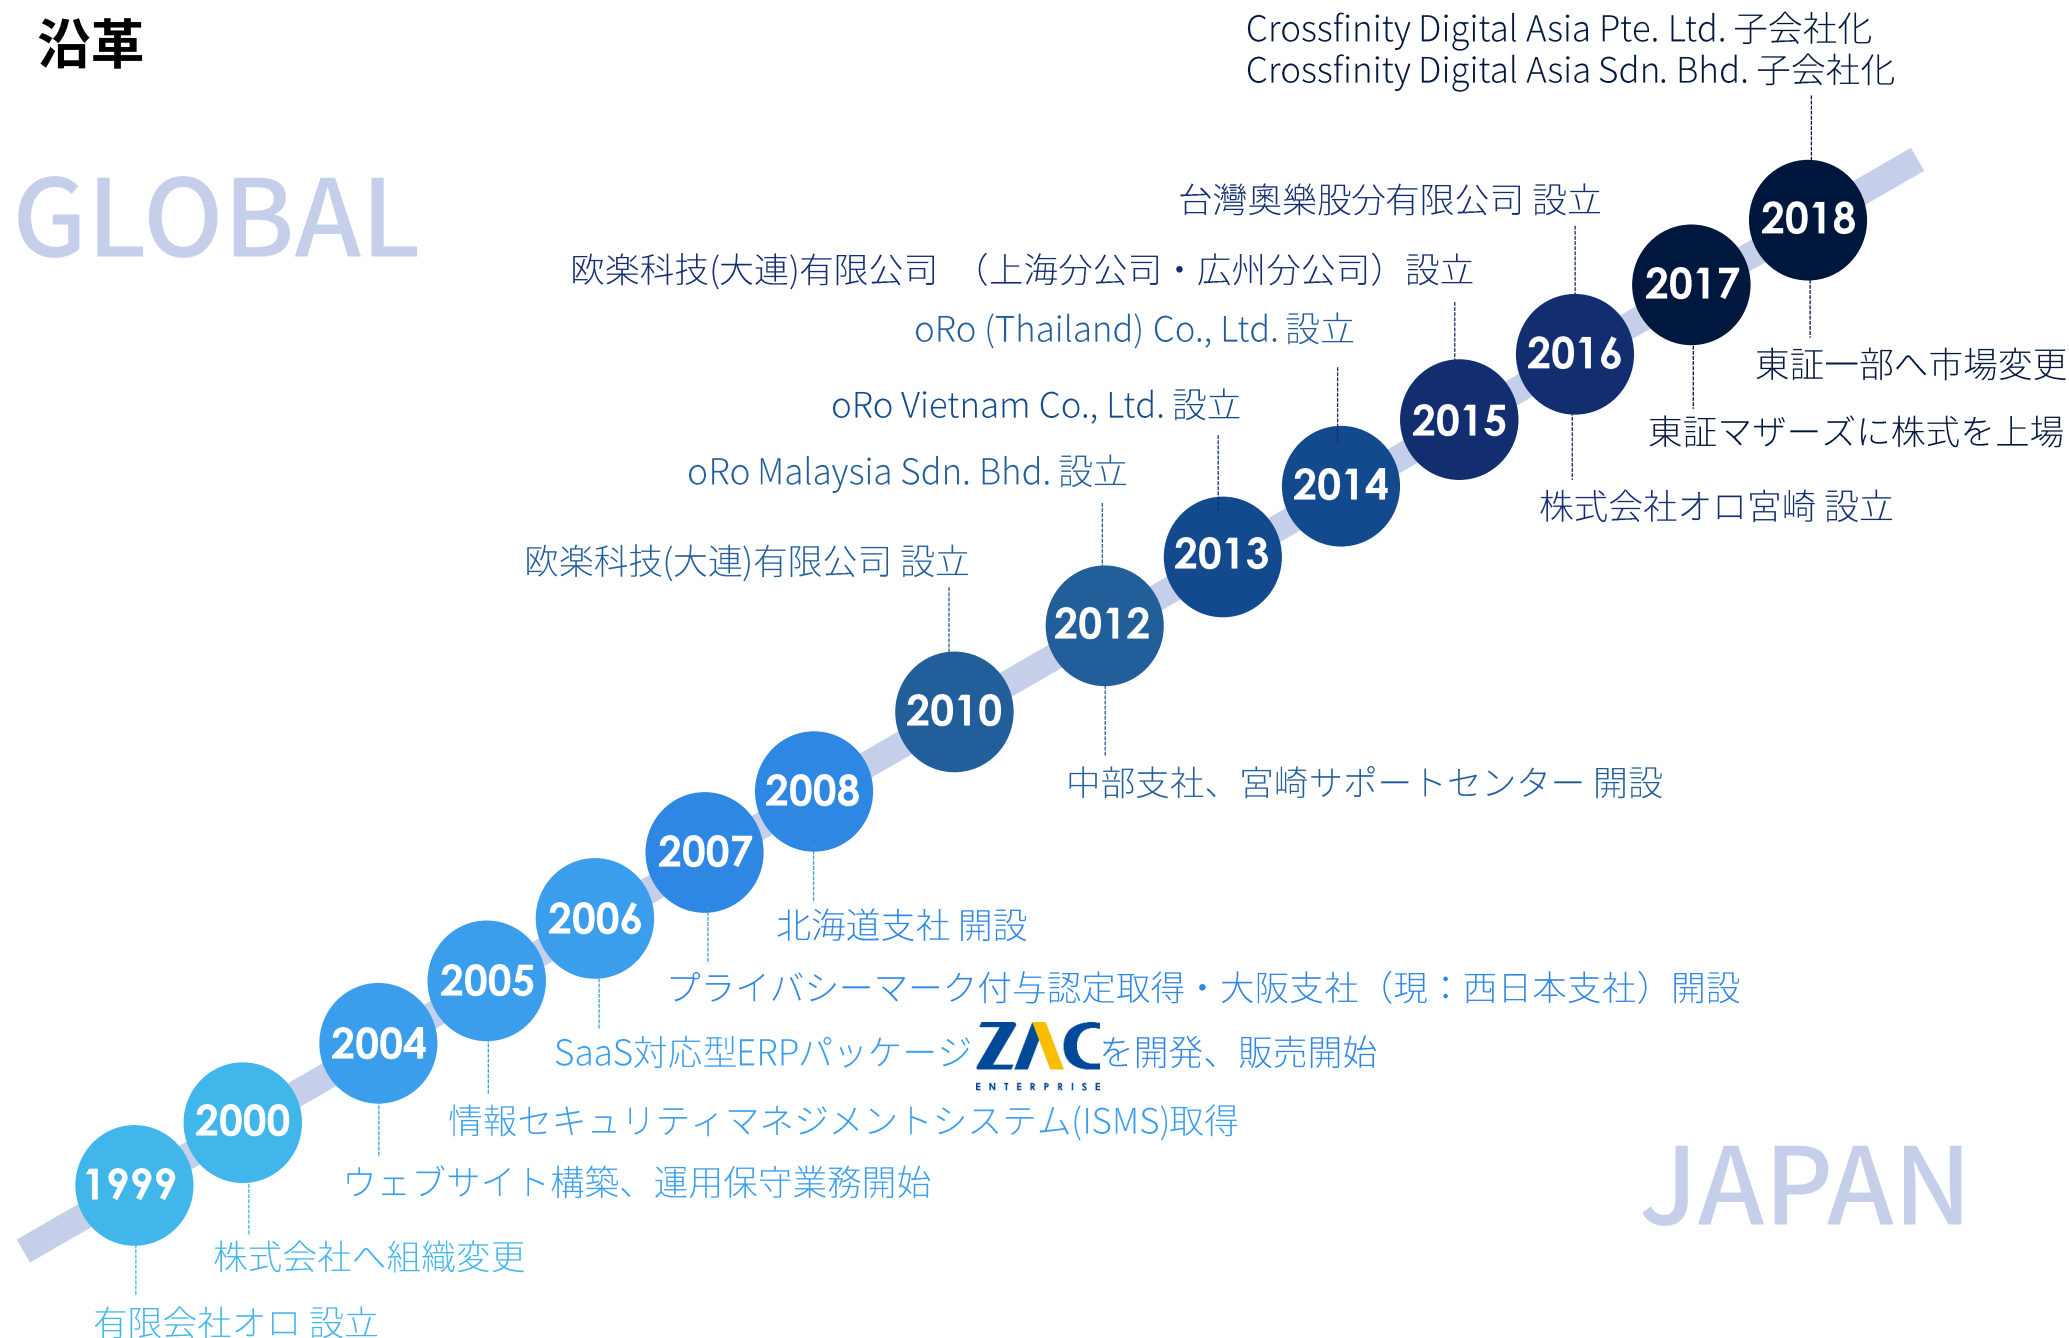 沿革
Crossfinity Digital Asia Pte. Ltd. 子会社化
Crossfinity Digital Asia Sdn. Bhd. 子会社化
GLOBAL
2018
台灣奧樂股分有限公司 設立
2017
欧楽科技(大連)有限公司 （上海分公司・広州分公司）設立
2016
oRo (Thailand) Co., Ltd. 設立
東証一部へ市場変更
2015
東証マザーズに株式を上場
oRo Vietnam Co., Ltd. 設立
2014
oRo Malaysia Sdn. Bhd. 設立
株式会社オロ宮崎 設立
2013
欧楽科技(大連)有限公司 設立
2012
2010
中部支社、宮崎サポートセンター 開設
2008
2007
2006
北海道支社 開設
2005
プライバシーマーク付与認定取得・大阪支社（現：西日本支社）開設
2004
SaaS対応型ERPパッケージZACを開発、販売開始
ENTERPRISE
2000
情報セキュリティマネジメントシステム(ISMS)取得
1999
ウェブサイト構築、運用保守業務開始
JAPAN
株式会社へ組織変更
有限会社オロ 設立